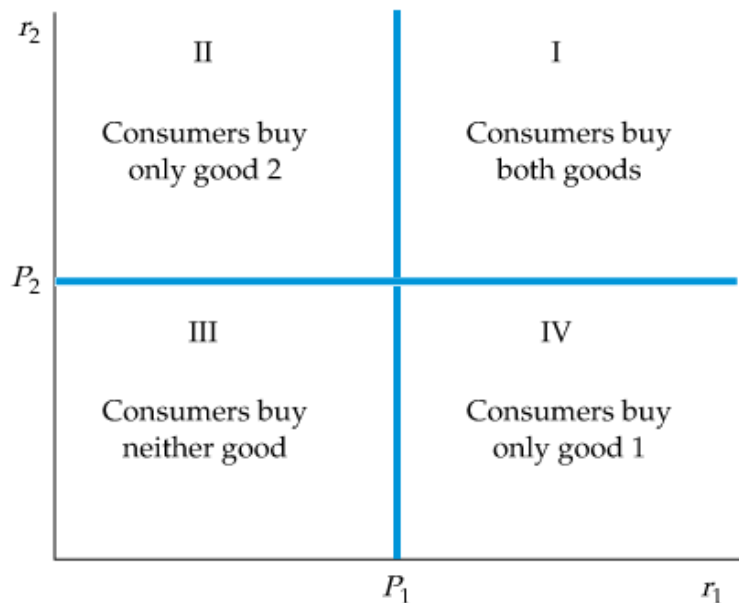 r₂
II
I
Consumers buy
only good 2
Consumers buy
both goods
P₂
III
IV
Consumers buy
neither good
Consumers buy
only good 1
P₁
r₁